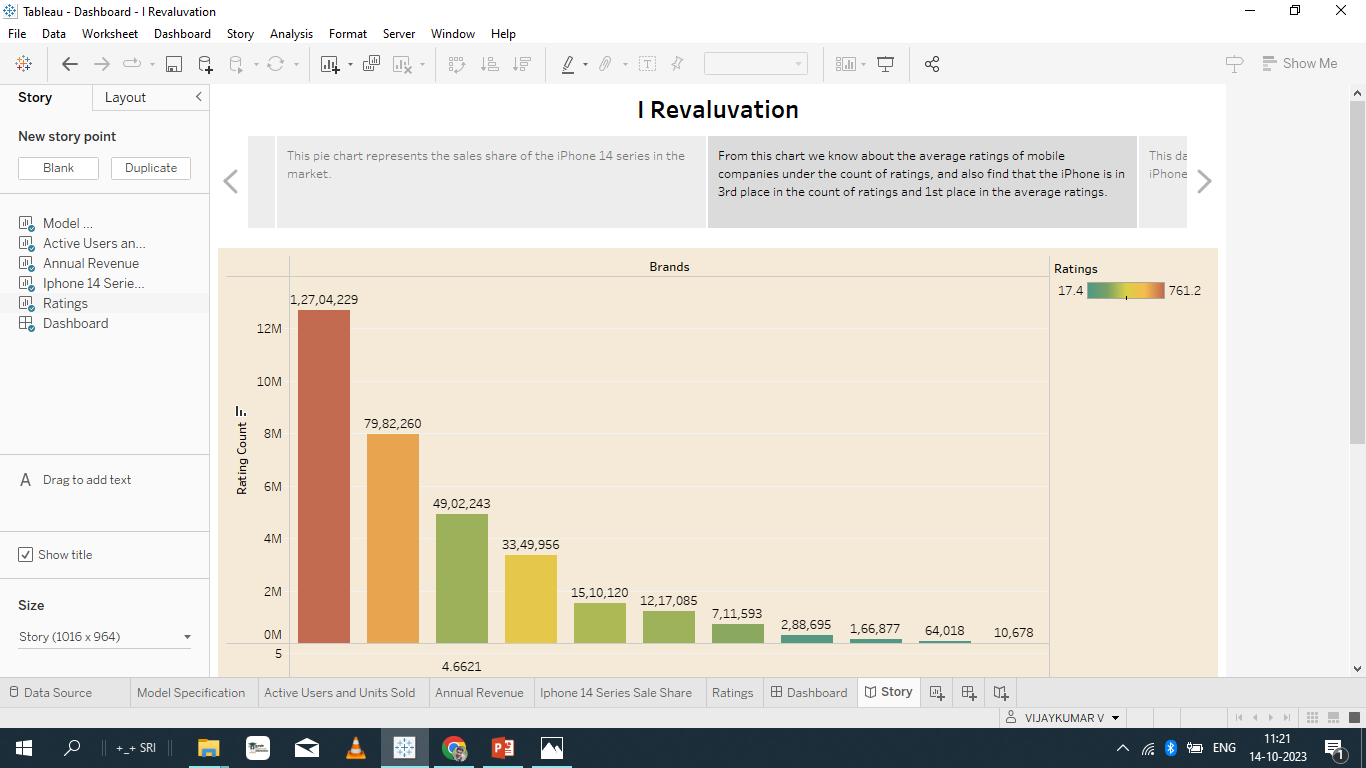 Tableau - Dashboard - I Revaluvation
File Data Worksheet Dashboard Story Analysis Format Server Window Help
Show Me
Story Layout
New story point
Blank Duplicate
Model ...
Active Users an...
Annual Revenue
Iphone 14 Serie...
Ratings
Dashboard
A Drag to add text
Show title
Size
Story (1016 x 964)
I Revaluvation
This pie chart represents the sales share of the iPhone 14 series in the
market.
From this chart we know about the average ratings of mobile
companies under the count of ratings, and also find that the iPhone is in
3rd place in the count of ratings and 1st place in the average ratings.
This da
iPhone
Brands
Ratings
17.4 761.2
Rating Count
12M
10M
8M
6M
4M
2M
0M
5
1,27,04,229
79,82,260
49,02,243
33,49,956
15,10,120
12,17,085
7,11,593
2,88,695
1,66,877
64,018
10,678
4.6621
Data Source Model Specification Active Users and Units Sold Annual Revenue Iphone 14 Series Sale Share Ratings Dashboard Story
VIJAYKUMAR V
+_+ SRI
ENG
11:21
14-10-2023
1